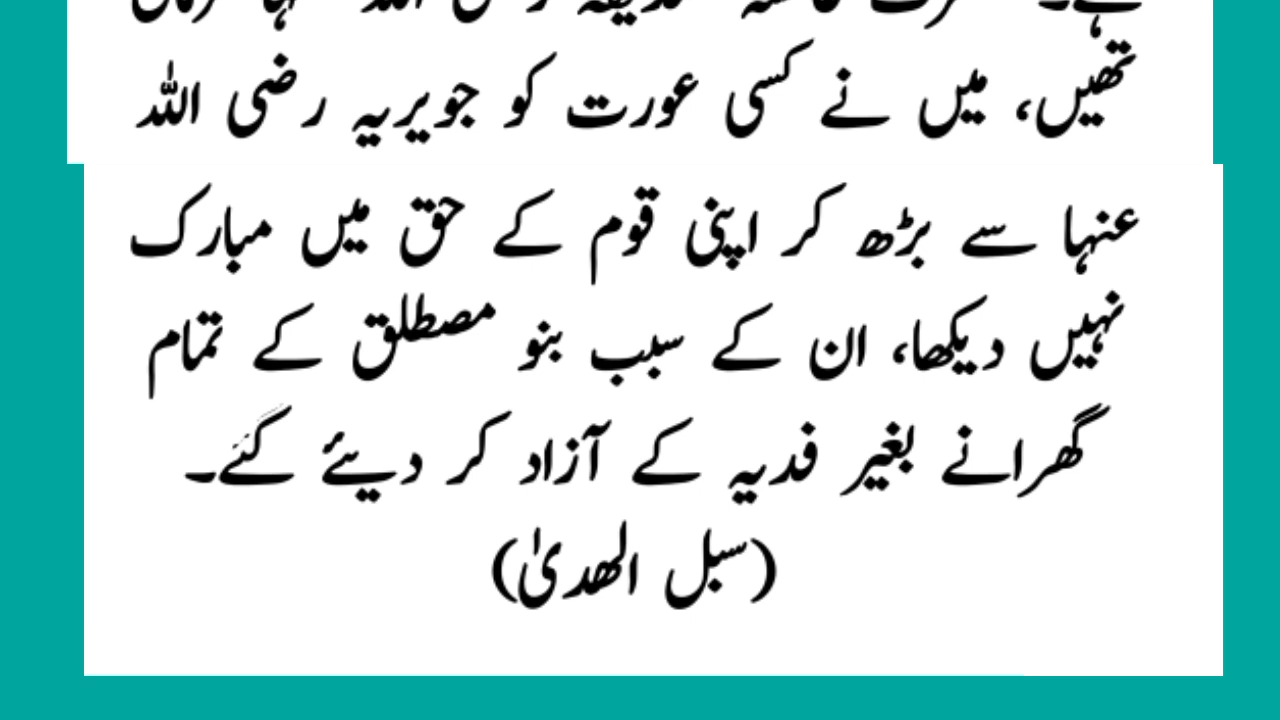 تھیں، میں نے کسی عورت کو جویریہ رضی اللہ
عنہا سے بڑھ کر اپنی قوم کے حق میں مبارک
نہیں دیکھا، ان کے سبب بنو مصطلق کے تمام
گھرانے بغیر فدیہ کے آزاد کر دیئے گئے۔
(سبل الھدیٰ)